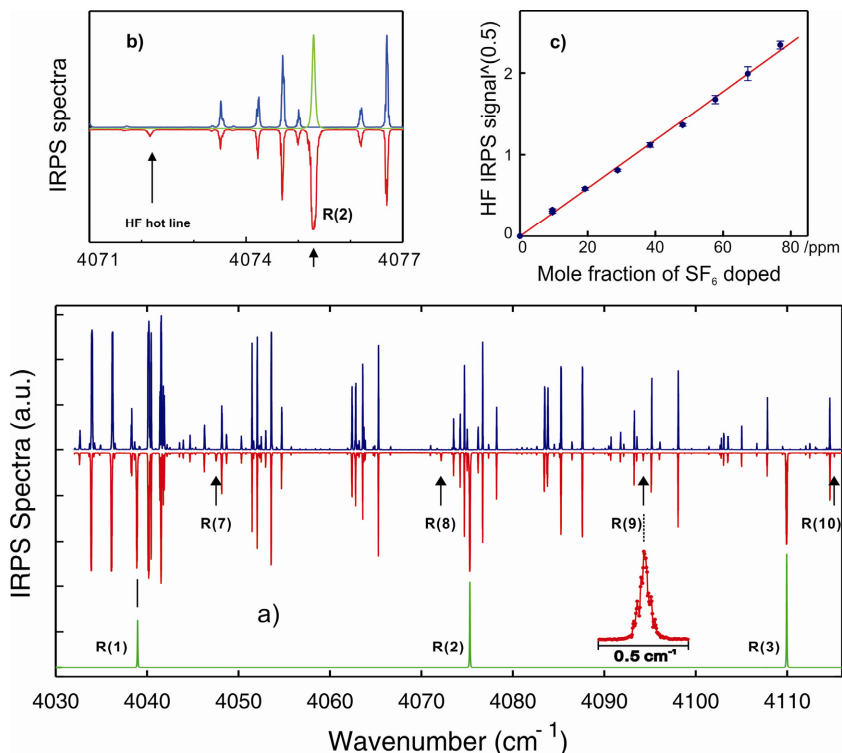 b)
IRPS spectra
HF hot line
R(2)
4071 4074 4077
c)
HF IRPS signal^(0.5)
2
1
0
0 20 40 60 80 /ppm
Mole fraction of SF6 doped
IRPS Spectra (a.u.)
R(7) R(8) R(9) R(10)
a)
R(1) R(2) R(3)
0.5 cm-1
4030 4040 4050 4060 4070 4080 4090 4100 4110
Wavenumber (cm-1)